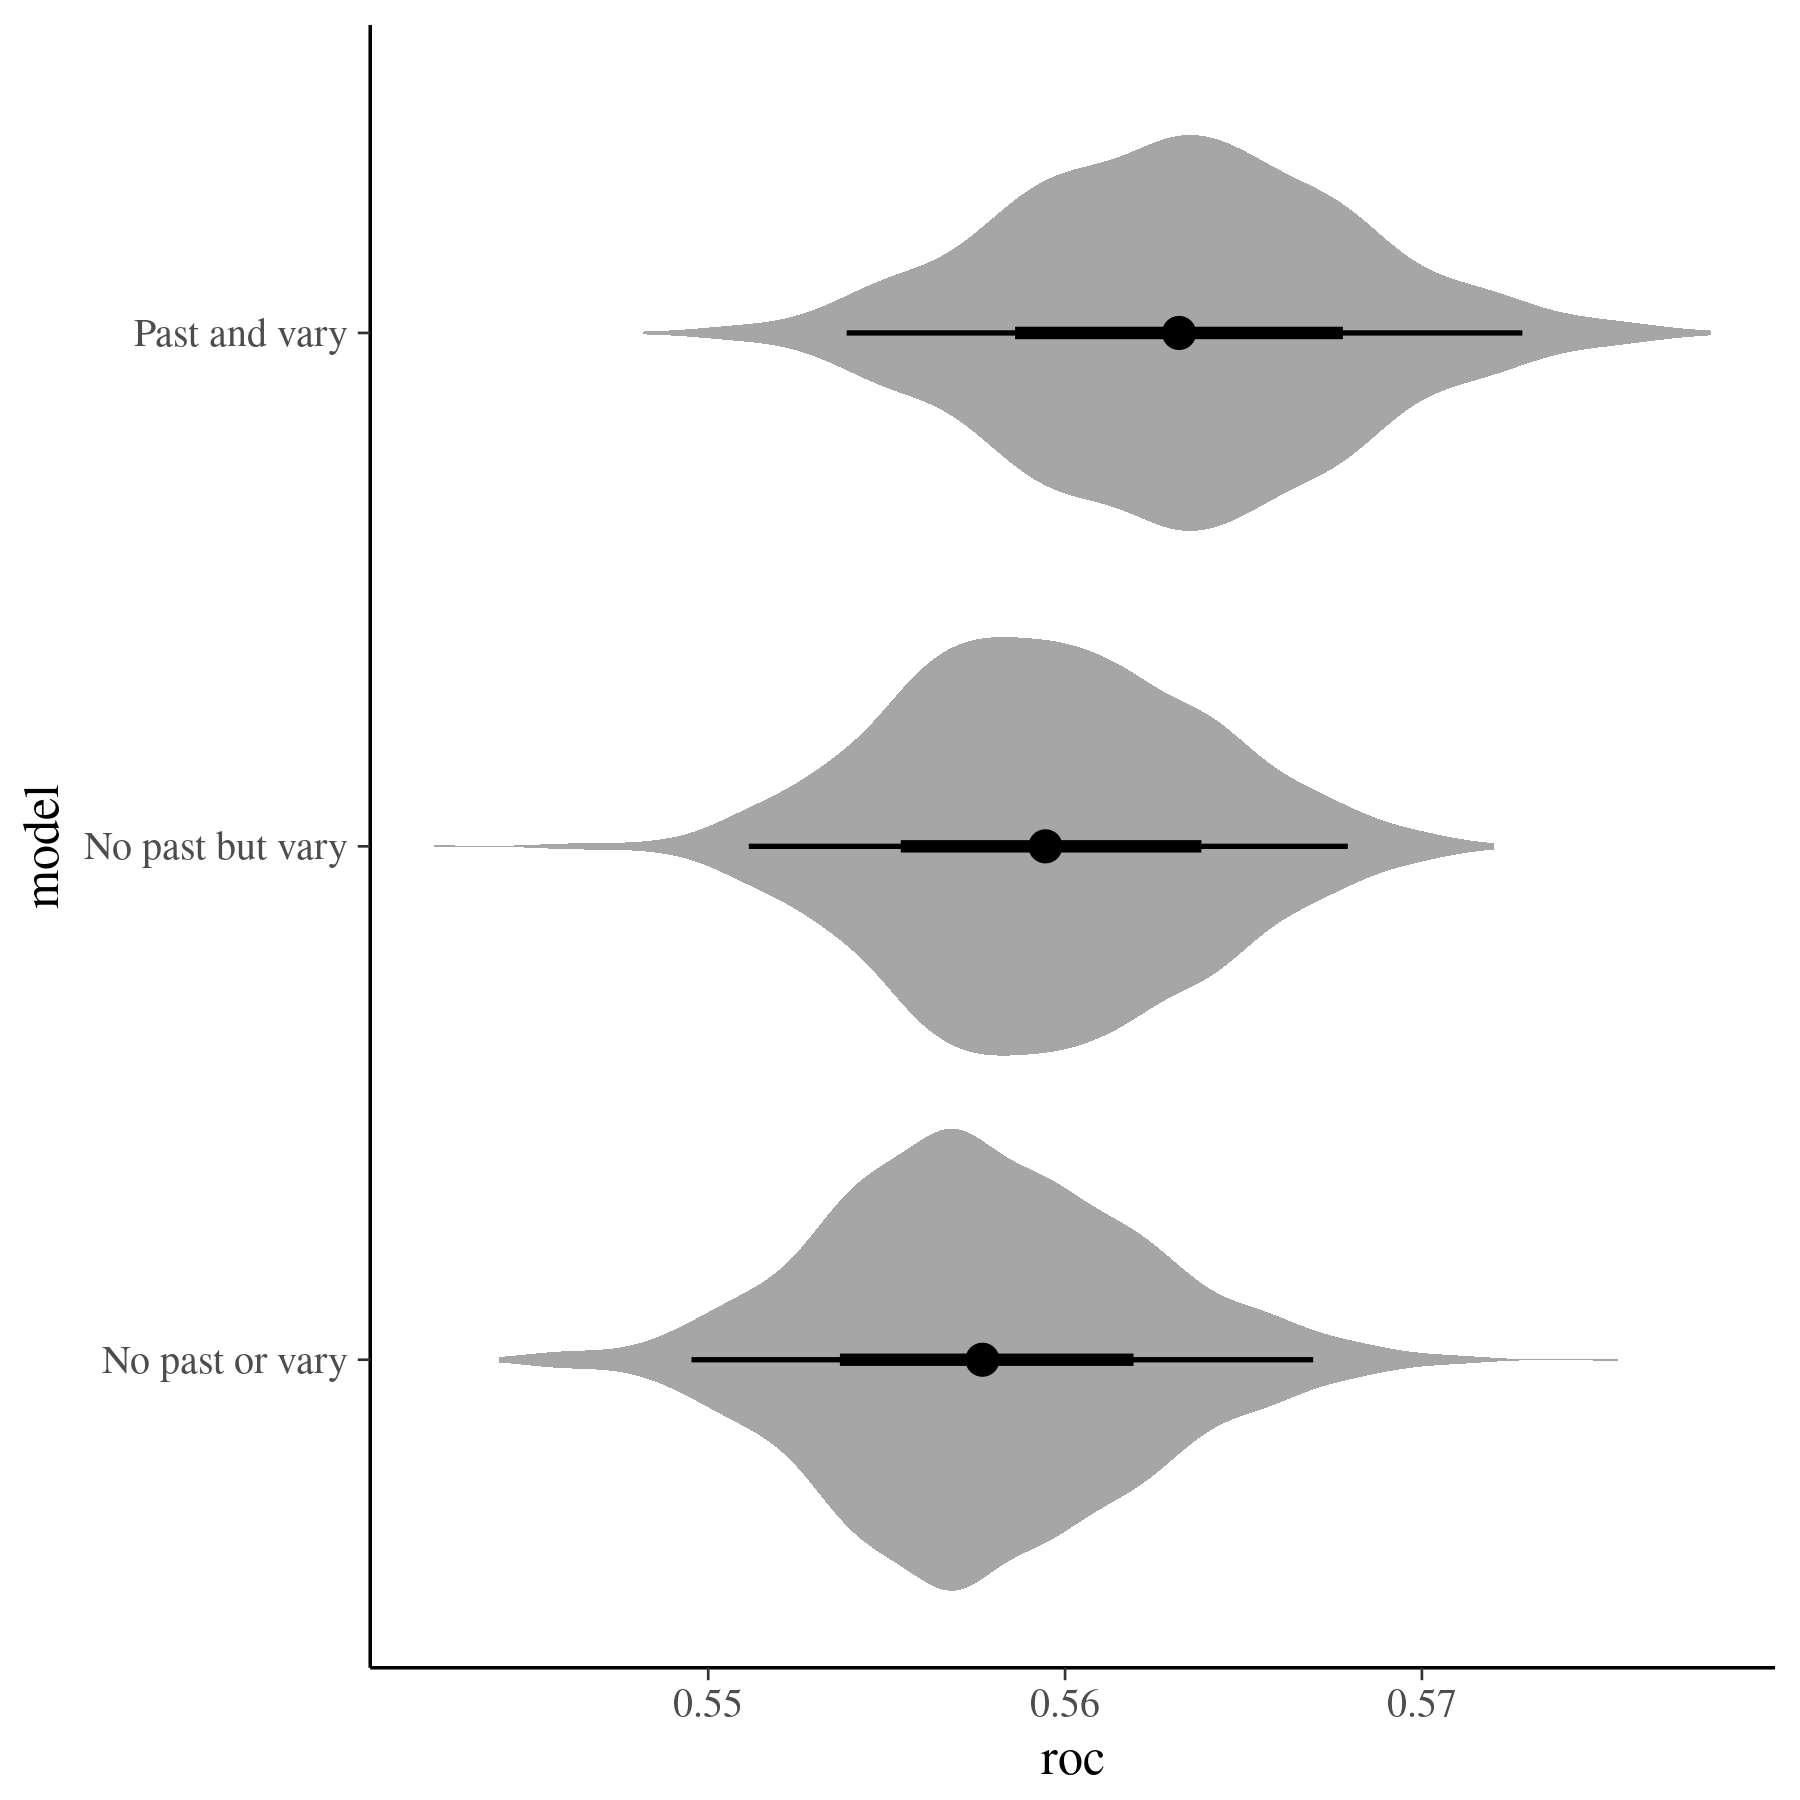 Past and vary
No past but vary
No past or vary
model
0.55
0.56
0.57
roc